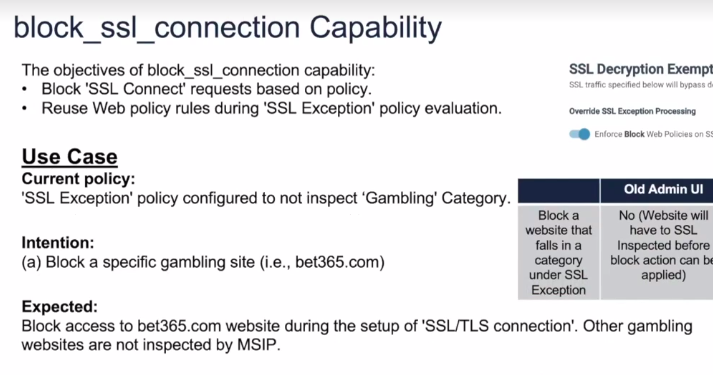 block_ssl_connection Capability
The objectives of block_ssl_connection capability:
• Block 'SSL Connect' requests based on policy.
• Reuse Web policy rules during 'SSL Exception' policy evaluation.
Use Case
Current policy:
'SSL Exception' policy configured to not inspect ‘Gambling’ Category.
Intention:
(a) Block a specific gambling site (i.e., bet365.com)
Expected:
Block access to bet365.com website during the setup of 'SSL/TLS connection'. Other gambling
websites are not inspected by MSIP.
SSL Decryption Exempt
SSL traffic specified below will bypass d
Override SSL Exception Processing
Enforce Block Web Policies on SS
Old Admin UI
Block a
website that
falls in a
category
under SSL
Exception
No (Website will
have to SSL
Inspected before
block action can be
applied)